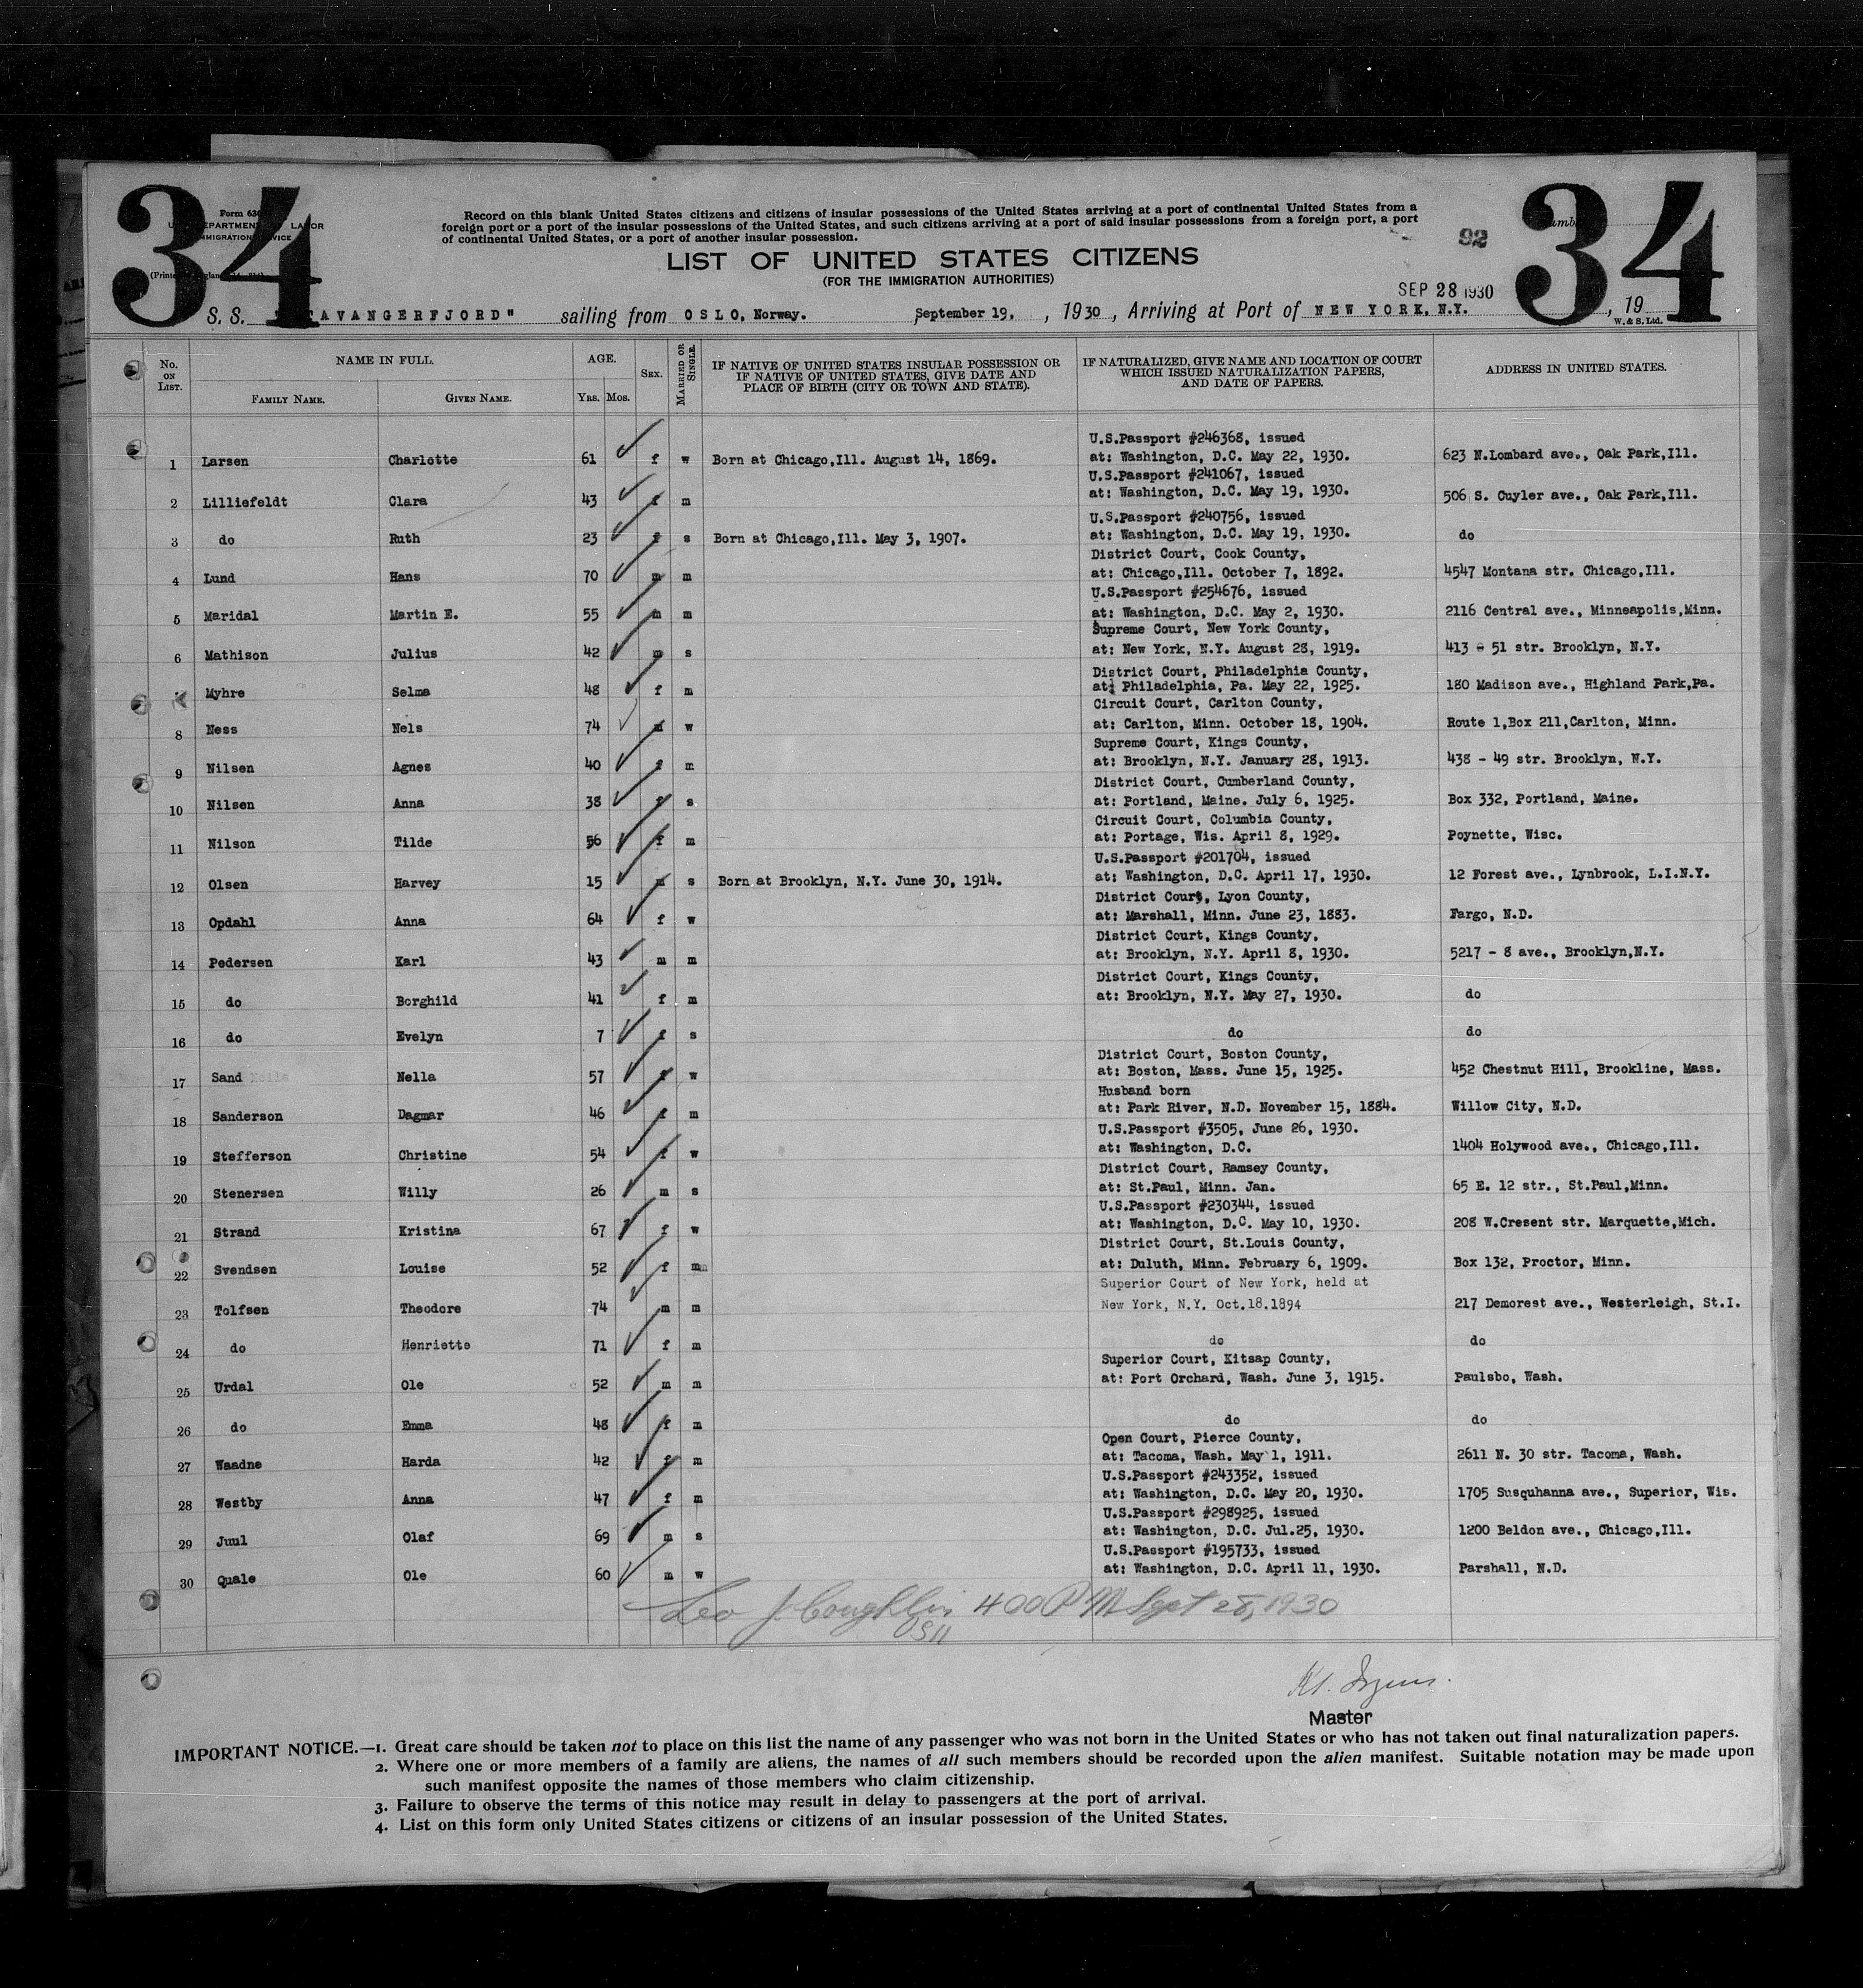 34
34
Form 630
U. DEPARTMENT LABOR
IMMIGRATION SERVICE
Record on this blank United States citizens and citizens of insular possessions of the United States arriving at a port of continental United States from a
foreign port or a port of the insular possessions of the United States, and such citizens arriving at a port of said insular possessions from a foreign port, a port
of continental United States, or a port of another insular possession.
92
LIST OF UNITED STATES CITIZENS
(FOR THE IMMIGRATION AUTHORITIES)
SEP 28 1930
S. S. "STAVANGERFJORD" sailing from OSLO, Norway. September 19, , 1930, Arriving at Port of NEW YORK, N.Y. , 19
W. & S. Ltd.
No. ON LIST. NAME IN FULL. FAMILY NAME. GIVEN NAME. AGE. YRS. MOS. SEX. MARRIED OR SINGLE. IF NATIVE OF UNITED STATES INSULAR POSSESSION OR IF NATIVE OF UNITED STATES, GIVE DATE AND PLACE OF BIRTH (CITY OR TOWN AND STATE). IF NATURALIZED, GIVE NAME AND LOCATION OF COURT WHICH ISSUED NATURALIZATION PAPERS, AND DATE OF PAPERS. ADDRESS IN UNITED STATES.
U.S.Passport #246368, issued
1 Larsen Charlotte 61 f w Born at Chicago,Ill. August 14, 1869. at: Washington, D.C. May 22, 1930. 623 N.Lombard ave., Oak Park,Ill.
U.S.Passport #241067, issued
2 Lilliefeldt Clara 43 f m at: Washington, D.C. May 19, 1930. 506 S. Cuyler ave., Oak Park,Ill.
U.S.Passport #240756, issued
3 do Ruth 23 f s Born at Chicago,Ill. May 3, 1907. at: Washington, D.C. May 19, 1930. do
District Court, Cook County,
4 Lund Hans 70 m m at: Chicago,Ill. October 7, 1892. 4547 Montana str. Chicago,Ill.
U.S.Passport #254676, issued
5 Maridal Martin E. 55 m m at: Washington, D.C. May 2, 1930. 2116 Central ave., Minneapolis,Minn.
Supreme Court, New York County,
6 Mathison Julius 42 m s at: New York, N.Y. August 28, 1919. 413 - 51 str. Brooklyn, N.Y.
District Court, Philadelphia County,
Myhre Selma 48 f m at: Philadelphia, Pa. May 22, 1925. 180 Madison ave., Highland Park,Pa.
Circuit Court, Carlton County,
8 Ness Nels 74 m w at: Carlton, Minn. October 18, 1904. Route 1,Box 211,Carlton, Minn.
Supreme Court, Kings County,
9 Nilsen Agnes 40 f m at: Brooklyn, N.Y. January 28, 1913. 438 - 49 str. Brooklyn, N.Y.
District Court, Cumberland County,
10 Nilsen Anna 38 f s at: Portland, Maine. July 6, 1925. Box 332, Portland, Maine.
Circuit Court, Columbia County,
11 Nilson Tilde 56 f m at: Portage, Wis. April 8, 1929. Poynette, Wisc.
U.S.Passport #201704, issued
12 Olsen Harvey 15 m s Born at Brooklyn, N.Y. June 30, 1914. at: Washington, D.C. April 17, 1930. 12 Forest ave., Lynbrook, L.I.N.Y.
District Court, Lyon County,
13 Opdahl Anna 64 f w at: Marshall, Minn. June 23, 1883. Fargo, N.D.
District Court, Kings County,
14 Pedersen Karl 43 m m at: Brooklyn, N.Y. April 8, 1930. 5217 - 8 ave., Brooklyn,N.Y.
District Court, Kings County,
15 do Borghild 41 f m at: Brooklyn, N.Y. May 27, 1930. do
16 do Evelyn 7 f s do do
District Court, Boston County,
17 Sand Nella 57 f w at: Boston, Mass. June 15, 1925. 452 Chestnut Hill, Brookline, Mass.
Husband born
18 Sanderson Dagmar 46 f m at: Park River, N.D. November 15, 1884. Willow City, N.D.
U.S.Passport #3505, June 26, 1930.
19 Stefferson Christine 54 f w at: Washington, D.C. 1404 Holywood ave., Chicago,Ill.
District Court, Ramsey County,
20 Stenersen Willy 26 m s at: St.Paul, Minn. Jan. 65 E. 12 str., St.Paul,Minn.
U.S.Passport #230344, issued
21 Strand Kristina 67 f w at: Washington, D.C. May 10, 1930. 208 W.Cresent str. Marquette,Mich.
District Court, St.Louis County,
22 Svendsen Louise 52 f m at: Duluth, Minn. February 6, 1909. Box 132, Proctor, Minn.
Superior Court of New York, held at
23 Tolfsen Theodore 74 m m New York, N.Y. Oct.18.1894 217 Demorest ave., Westerleigh, St.I.
24 do Henriette 71 f m do do
Superior Court, Kitsap County,
25 Urdal Ole 52 m m at: Port Orchard, Wash. June 3, 1915. Paulsbo, Wash.
26 do Emma 48 f m do do
Open Court, Pierce County,
27 Waadne Harda 42 f m at: Tacoma, Wash. May 1, 1911. 2611 N. 30 str. Tacoma, Wash.
U.S.Passport #243352, issued
28 Westby Anna 47 f m at: Washington, D.C. May 20, 1930. 1705 Susquhanna ave., Superior, Wis.
U.S.Passport #298925, issued
29 Juul Olaf 69 m s at: Washington, D.C. Jul.25, 1930. 1200 Beldon ave., Chicago,Ill.
U.S.Passport #195733, issued
30 Quale Ole 60 m w at: Washington, D.C. April 11, 1930. Parshall, N.D.
Leo J. Coughlin 400 PM Sept 28, 1930
Master
IMPORTANT NOTICE.—1. Great care should be taken not to place on this list the name of any passenger who was not born in the United States or who has not taken out final naturalization papers.
2. Where one or more members of a family are aliens, the names of all such members should be recorded upon the alien manifest. Suitable notation may be made upon
such manifest opposite the names of those members who claim citizenship.
3. Failure to observe the terms of this notice may result in delay to passengers at the port of arrival.
4. List on this form only United States citizens or citizens of an insular possession of the United States.